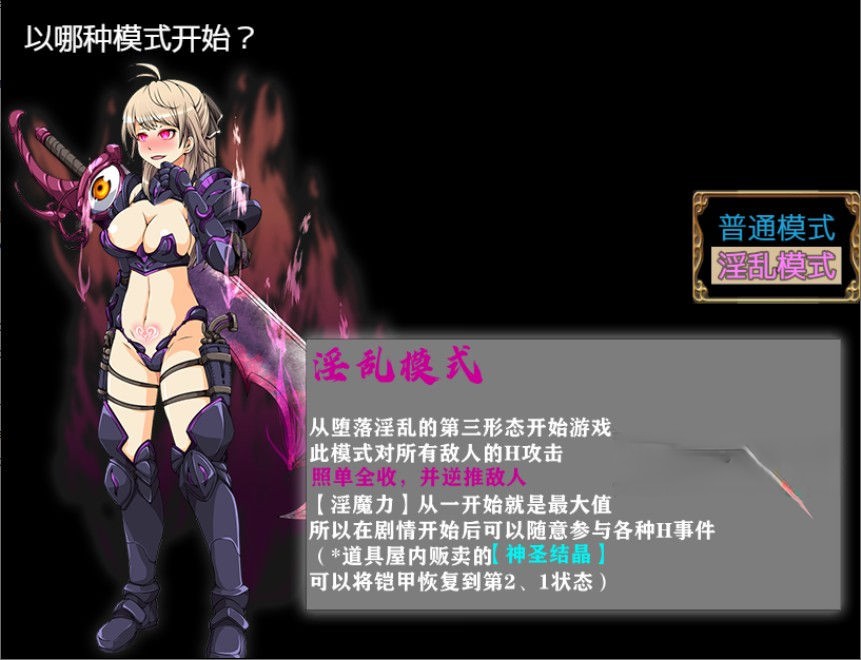 以哪种模式开始？
普通模式
淫乱模式
淫乱模式
从堕落淫乱的第三形态开始游戏
此模式对所有敌人的H攻击
照单全收，并逆推敌人
【淫魔力】从一开始就是最大值
所以在剧情开始后可以随意参与各种H事件
（*道具屋内贩卖的【神圣结晶】
可以将铠甲恢复到第2、1状态）